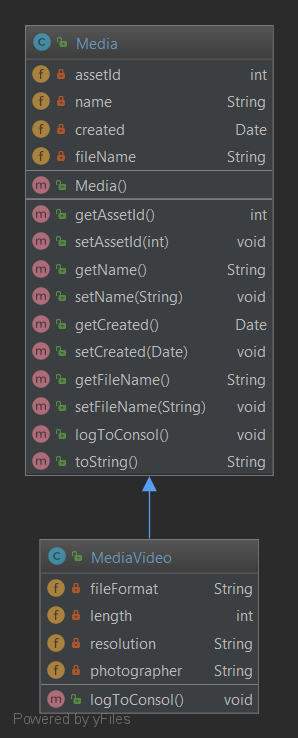 C Media
f assetId int
f name String
f created Date
f fileName String
m Media()
m getAssetId() int
m setAssetId(int) void
m getName() String
m setName(String) void
m getCreated() Date
m setCreated(Date) void
m getFileName() String
m setFileName(String) void
m logToConsol() void
m toString() String
C MediaVideo
f fileFormat String
f length int
f resolution String
f photographer String
m logToConsol() void
Powered by yFiles